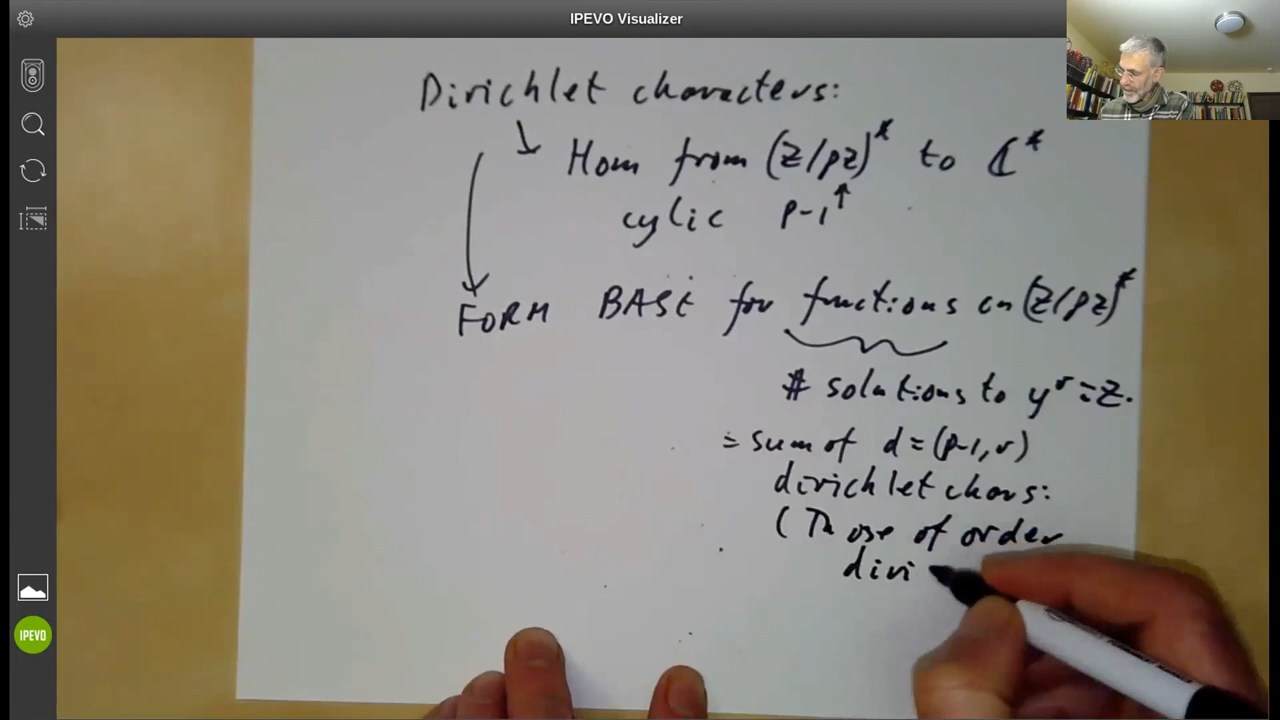 IPEVO Visualizer
Dirichlet characters:
Hom from (Z/pZ)* to ℂ*
cylic p-1
FORM BASE for functions on (Z/pZ)*
# solutions to y^r = Z.
= sum of d = (p-1, r)
dirichlet chars:
(Those of order
divi
IPEVO